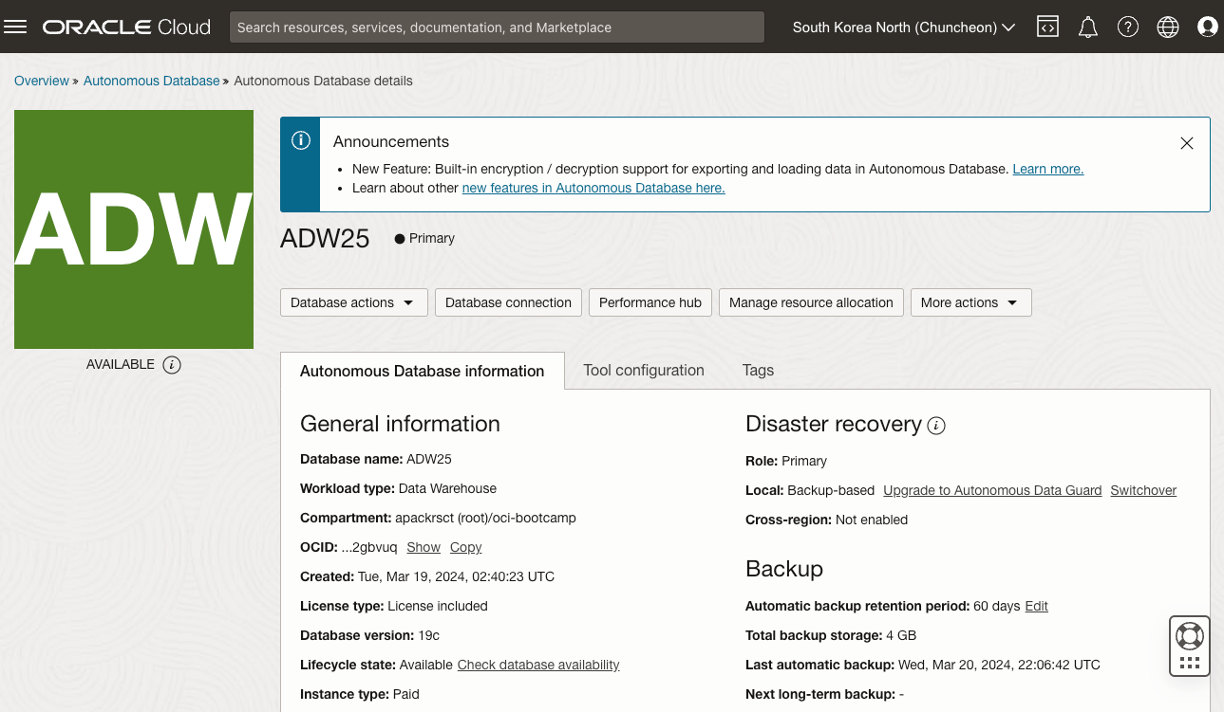 ORACLE Cloud
Search resources, services, documentation, and Marketplace
South Korea North (Chuncheon)
Overview » Autonomous Database » Autonomous Database details
ADW
AVAILABLE
Announcements
• New Feature: Built-in encryption / decryption support for exporting and loading data in Autonomous Database. Learn more.
• Learn about other new features in Autonomous Database here.
ADW25 Primary
Database actions
Database connection
Performance hub
Manage resource allocation
More actions
Autonomous Database information
Tool configuration
Tags
General information
Database name: ADW25
Workload type: Data Warehouse
Compartment: apackrsct (root)/oci-bootcamp
OCID: ...2gbvuq Show Copy
Created: Tue, Mar 19, 2024, 02:40:23 UTC
License type: License included
Database version: 19c
Lifecycle state: Available Check database availability
Instance type: Paid
Disaster recovery
Role: Primary
Local: Backup-based Upgrade to Autonomous Data Guard Switchover
Cross-region: Not enabled
Backup
Automatic backup retention period: 60 days Edit
Total backup storage: 4 GB
Last automatic backup: Wed, Mar 20, 2024, 22:06:42 UTC
Next long-term backup: -